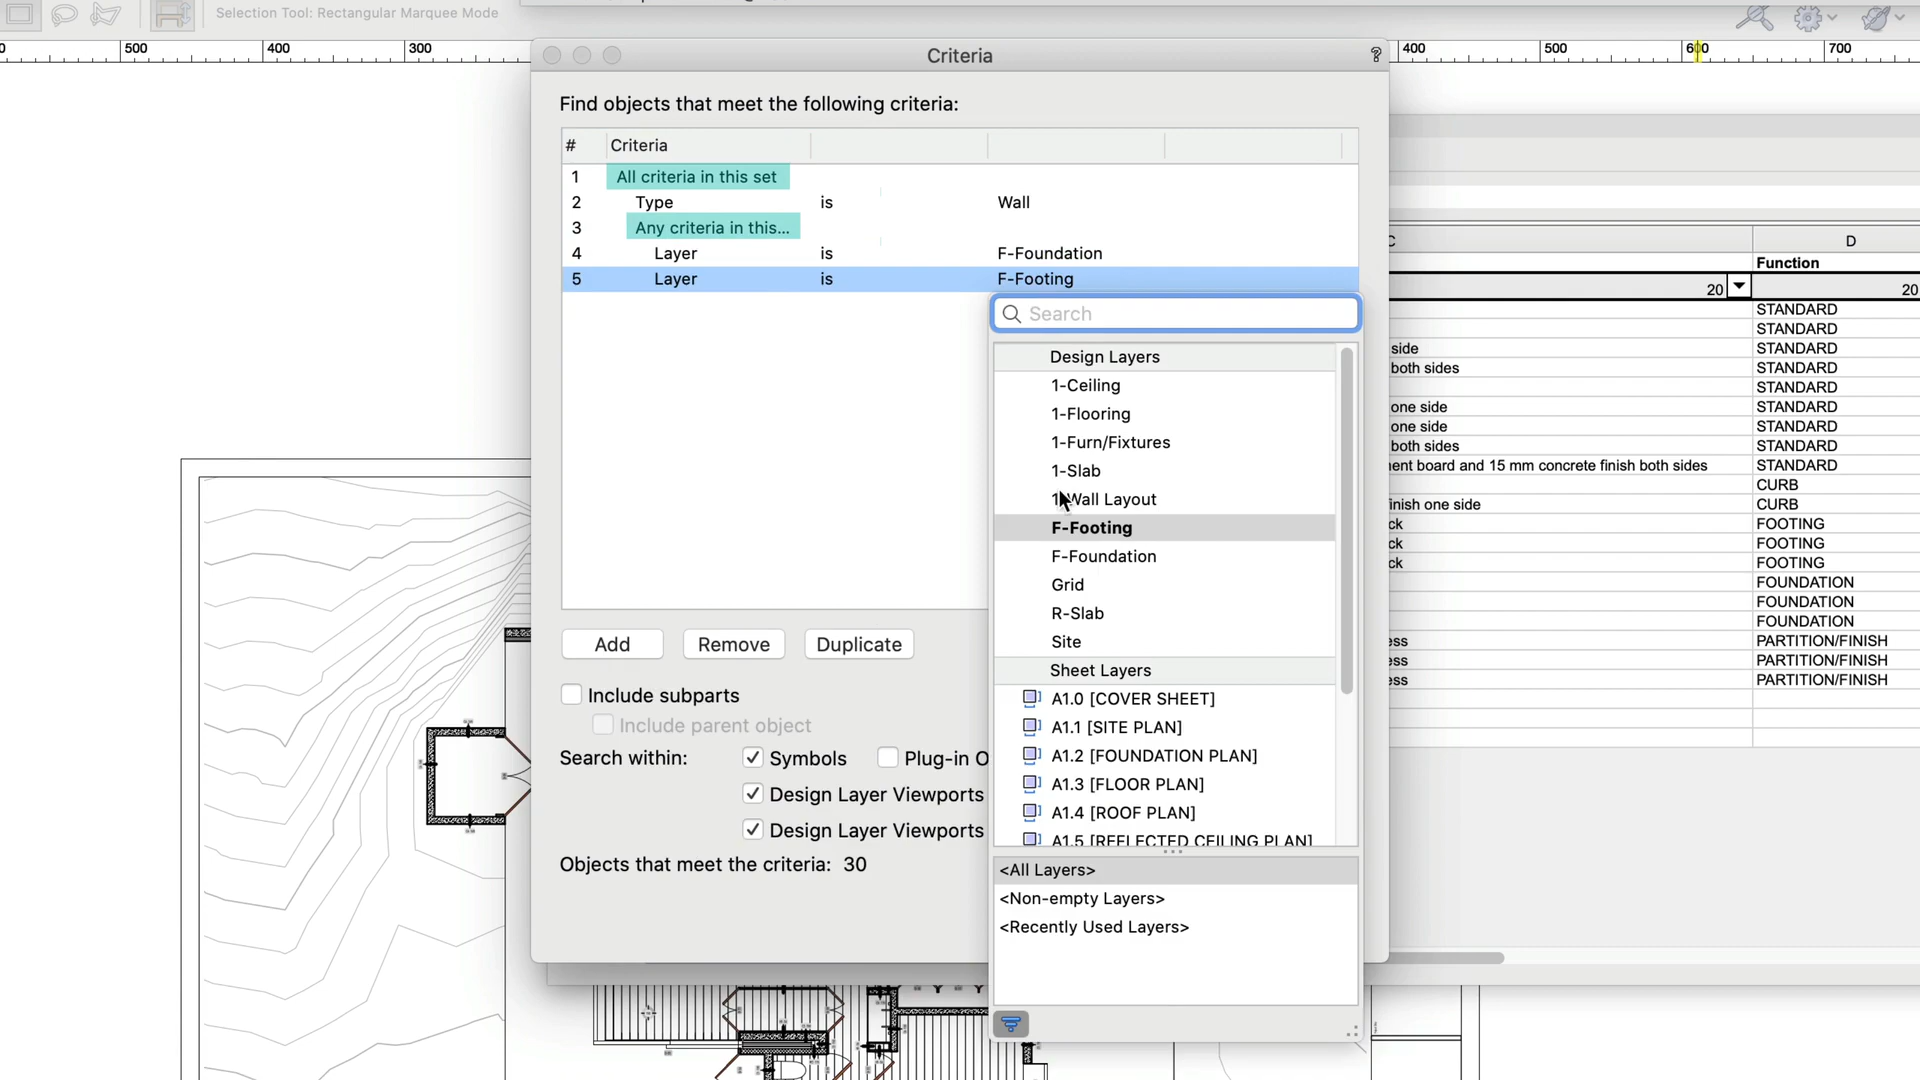 Selection Tool: Rectangular Marquee Mode
500 400 300 400 500 600 700
Criteria ?
Find objects that meet the following criteria:
# Criteria
1 All criteria in this set
2 Type is Wall
3 Any criteria in this...
4 Layer is F-Foundation
5 Layer is F-Footing
Search
Design Layers
1-Ceiling
1-Flooring
1-Furn/Fixtures
1-Slab
Wall Layout
F-Footing
F-Foundation
Grid
R-Slab
Site
Sheet Layers
A1.0 [COVER SHEET]
A1.1 [SITE PLAN]
A1.2 [FOUNDATION PLAN]
A1.3 [FLOOR PLAN]
A1.4 [ROOF PLAN]
A1.5 [REFLECTED CEILING PLAN]
<All Layers>
<Non-empty Layers>
<Recently Used Layers>
Add Remove Duplicate
Include subparts
Include parent object
Search within: Symbols Plug-in O
Design Layer Viewports
Design Layer Viewports
Objects that meet the criteria: 30
C D
Function
20 20
STANDARD
STANDARD
side STANDARD
both sides STANDARD
STANDARD
one side STANDARD
one side STANDARD
both sides STANDARD
ment board and 15 mm concrete finish both sides STANDARD
CURB
finish one side CURB
ck FOOTING
ck FOOTING
ck FOOTING
FOUNDATION
FOUNDATION
FOUNDATION
ess PARTITION/FINISH
ess PARTITION/FINISH
ess PARTITION/FINISH